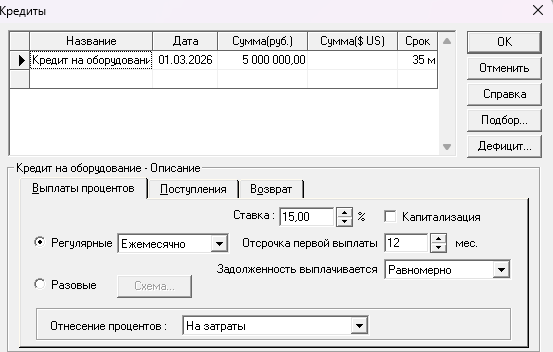 Кредиты
Название Дата Сумма(руб.) Сумма($ US) Срок
Кредит на оборудовани 01.03.2026 5 000 000,00 35 м
OK
Отменить
Справка
Подбор...
Дефицит...
Кредит на оборудование - Описание
Выплаты процентов Поступления Возврат
Ставка : 15,00 % Капитализация
Регулярные Ежемесячно Отсрочка первой выплаты 12 мес.
Задолженность выплачивается Равномерно
Разовые Схема...
Отнесение процентов : На затраты